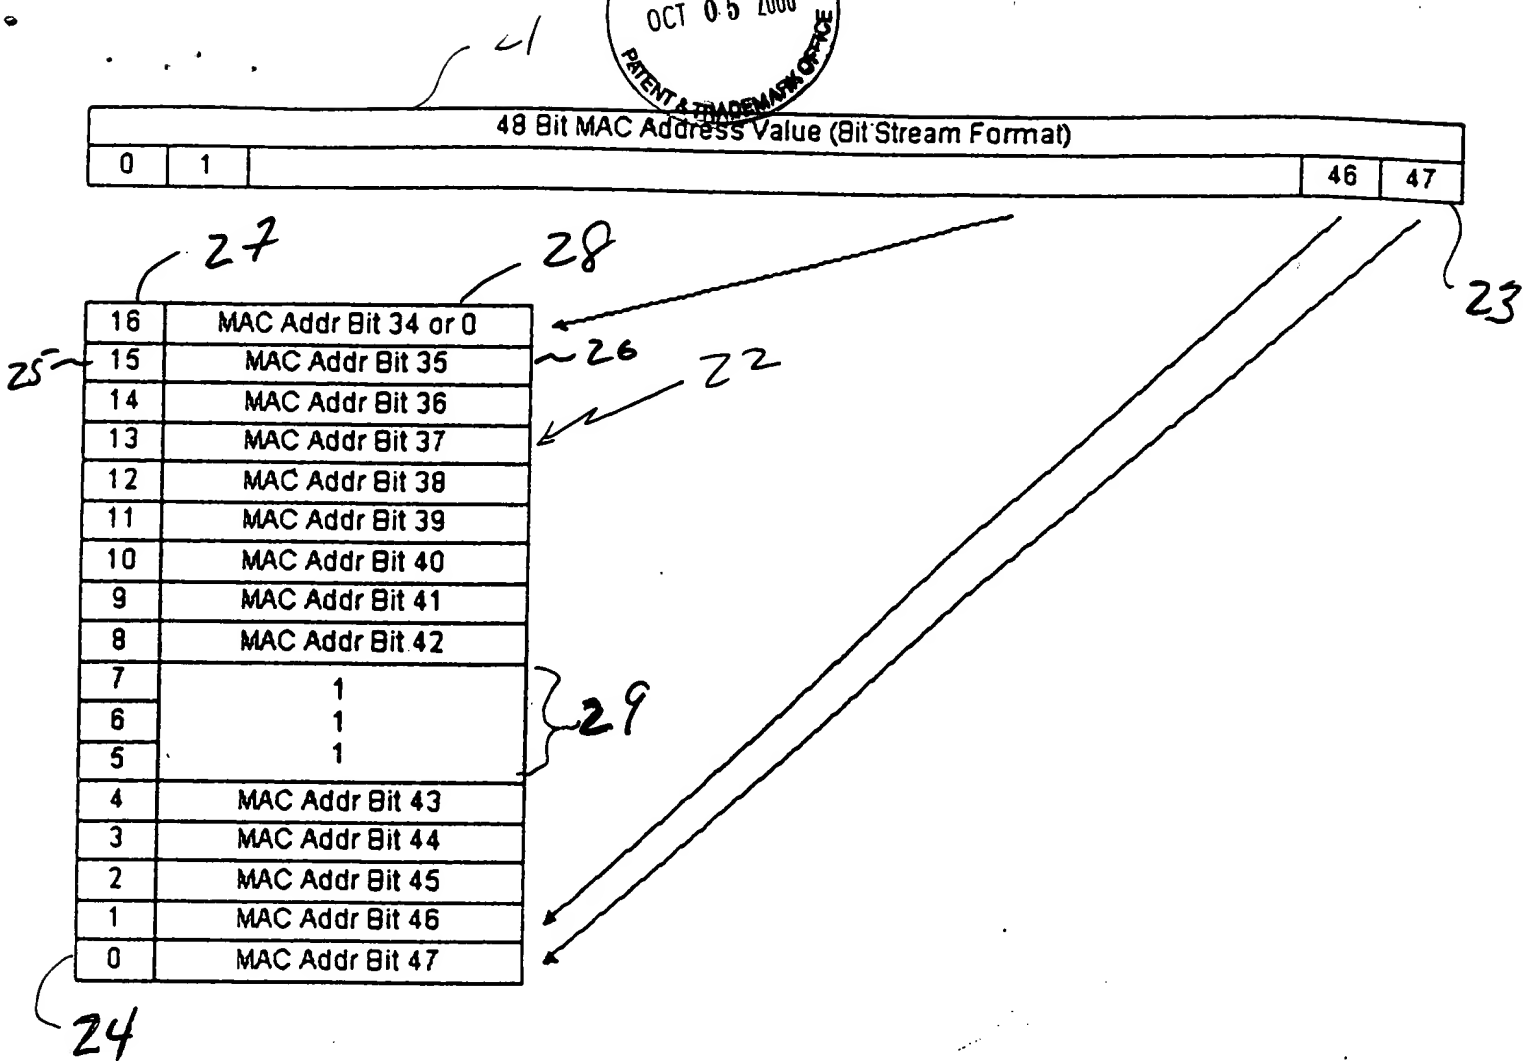 OCT 05 2000
PATENT & TRADEMARK OFFICE
48 Bit MAC Address Value (Bit Stream Format)
0 1 46 47
27 28
23
16 MAC Addr Bit 34 or 0
25 15 MAC Addr Bit 35 26
22
14 MAC Addr Bit 36
13 MAC Addr Bit 37
12 MAC Addr Bit 38
11 MAC Addr Bit 39
10 MAC Addr Bit 40
9 MAC Addr Bit 41
8 MAC Addr Bit 42
7 1
6 1 29
5 1
4 MAC Addr Bit 43
3 MAC Addr Bit 44
2 MAC Addr Bit 45
1 MAC Addr Bit 46
0 MAC Addr Bit 47
24